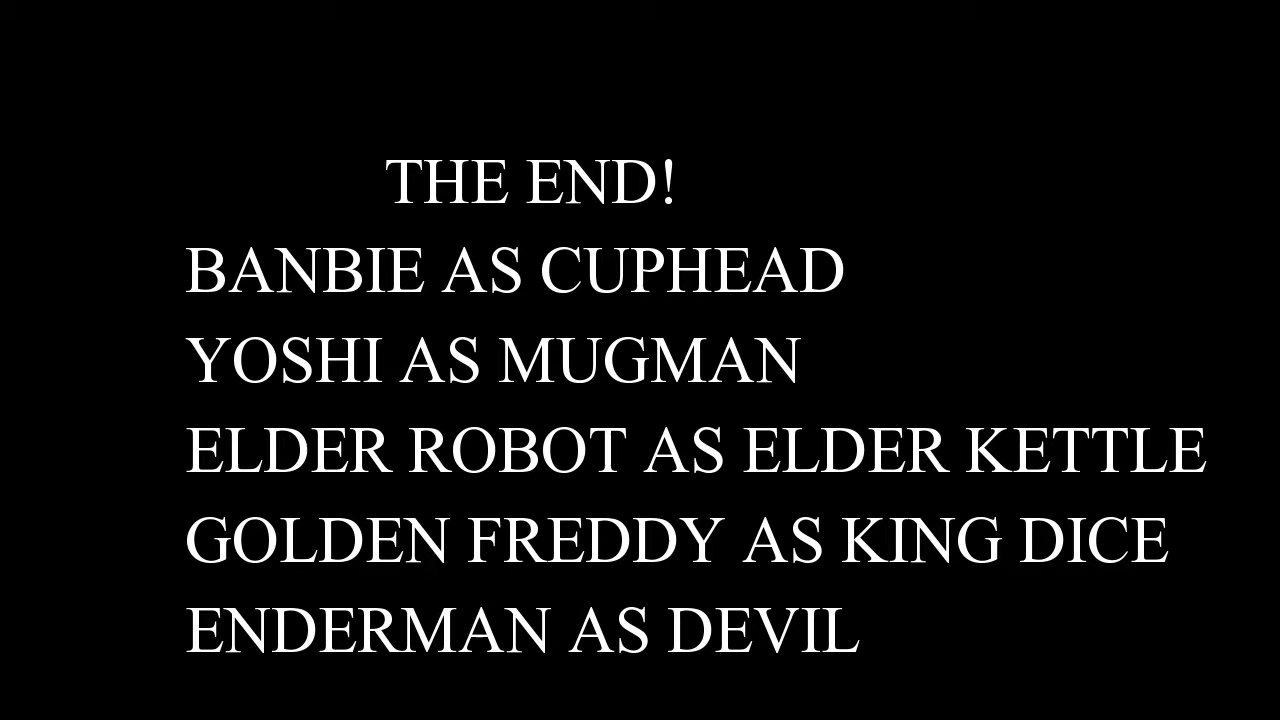 THE END!
BANBIE AS CUPHEAD
YOSHI AS MUGMAN
ELDER ROBOT AS ELDER KETTLE
GOLDEN FREDDY AS KING DICE
ENDERMAN AS DEVIL